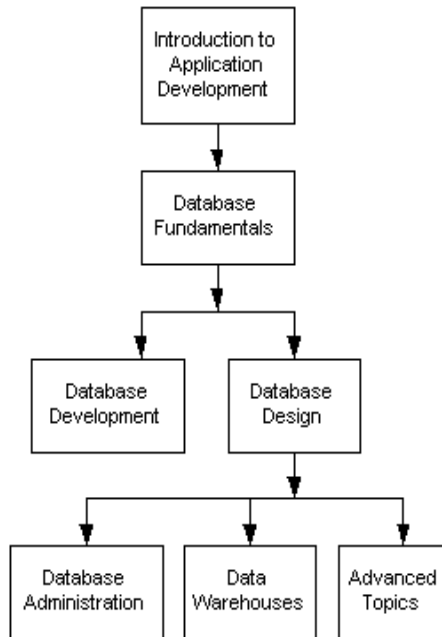 Introduction to
Application
Development
Database
Fundamentals
Database
Development
Database
Design
Database
Administration
Data
Warehouses
Advanced
Topics